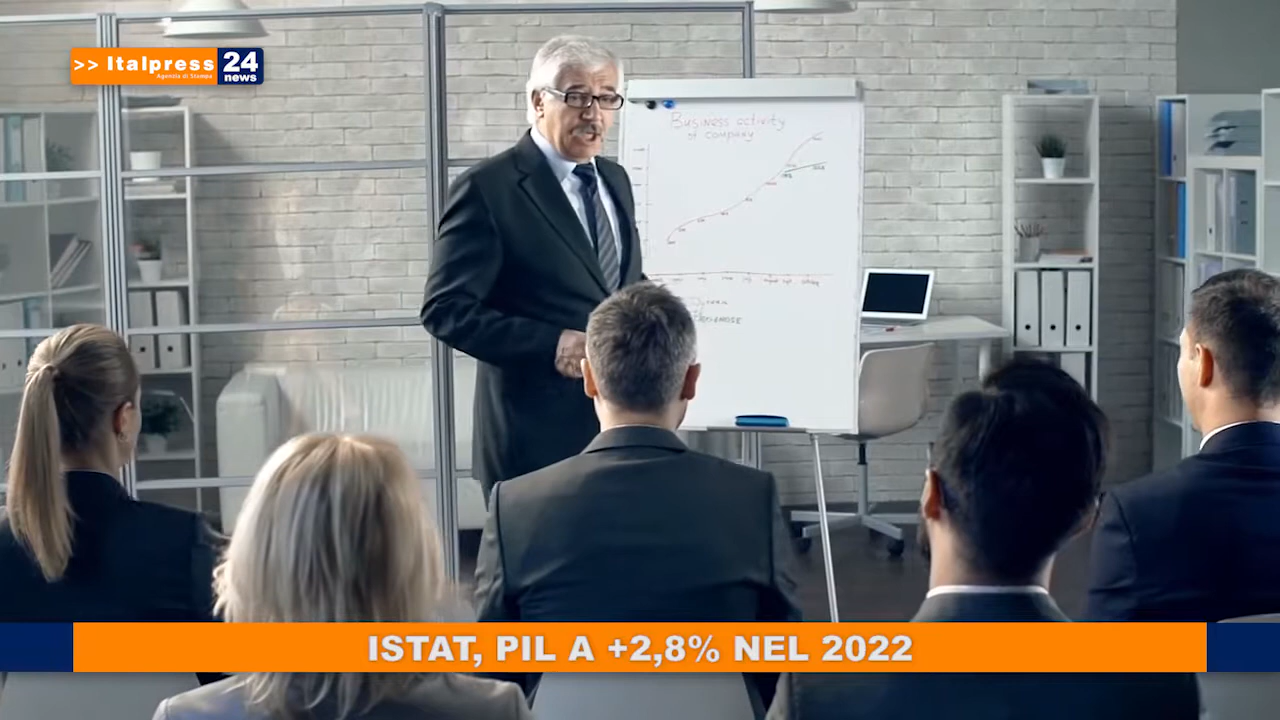 >> Italpress
Agenzia di Stampa
24
news
Business activity
of company
ISTAT, PIL A +2,8% NEL 2022